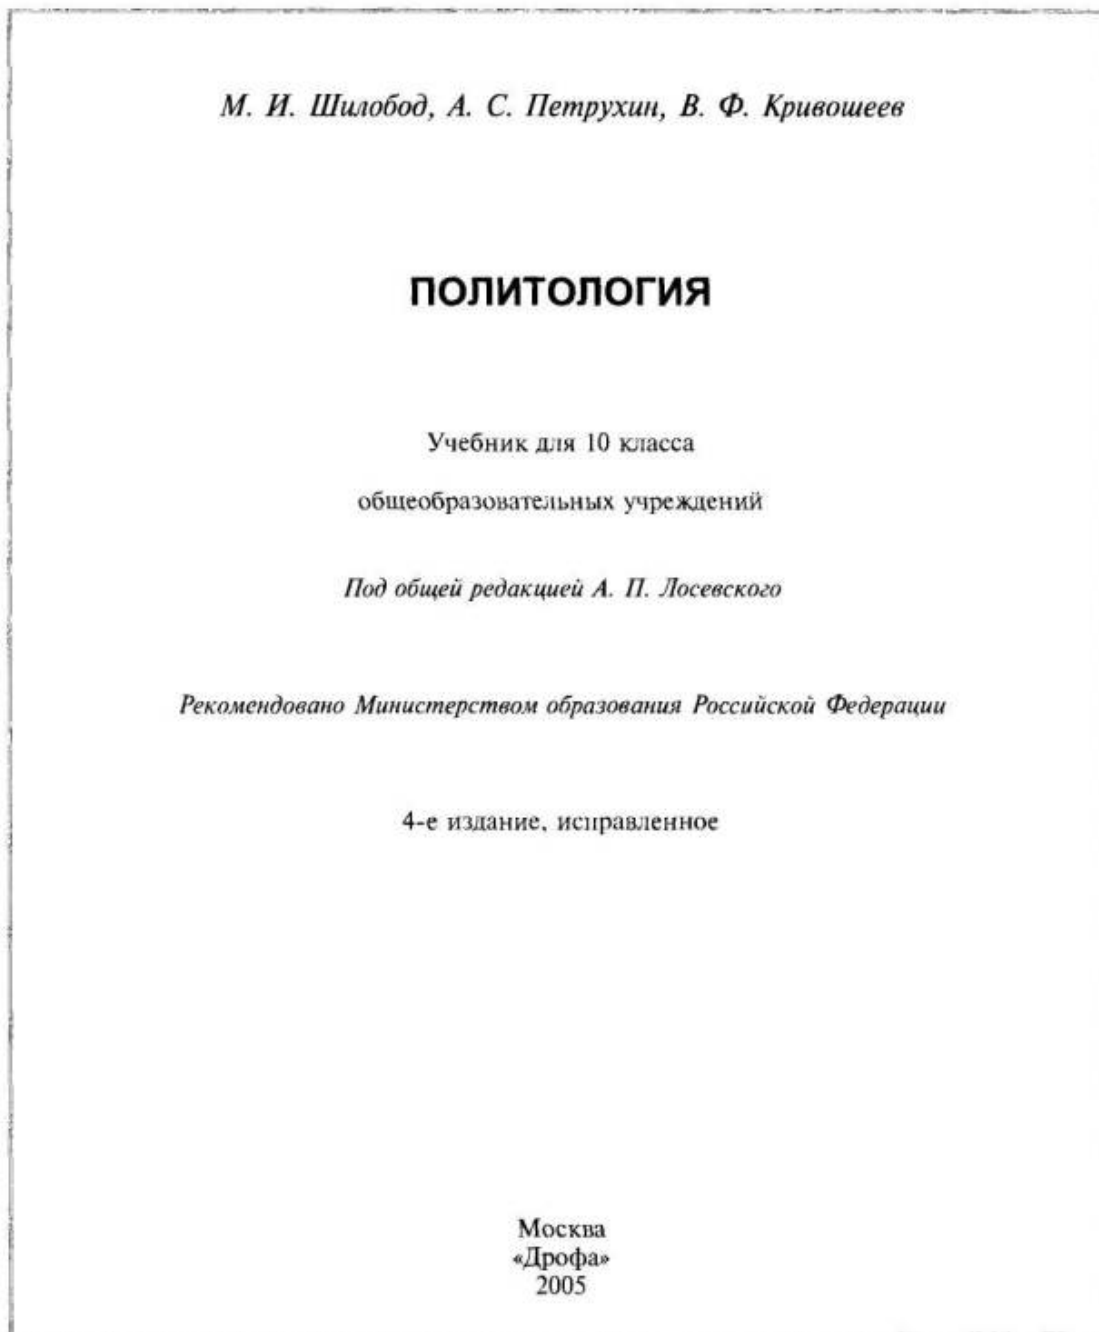 М. И. Шилобод, А. С. Петрухин, В. Ф. Кривошеев
ПОЛИТОЛОГИЯ
Учебник для 10 класса
общеобразовательных учреждений
Под общей редакцией А. П. Лосевского
Рекомендовано Министерством образования Российской Федерации
4-е издание, исправленное
Москва
«Дрофа»
2005